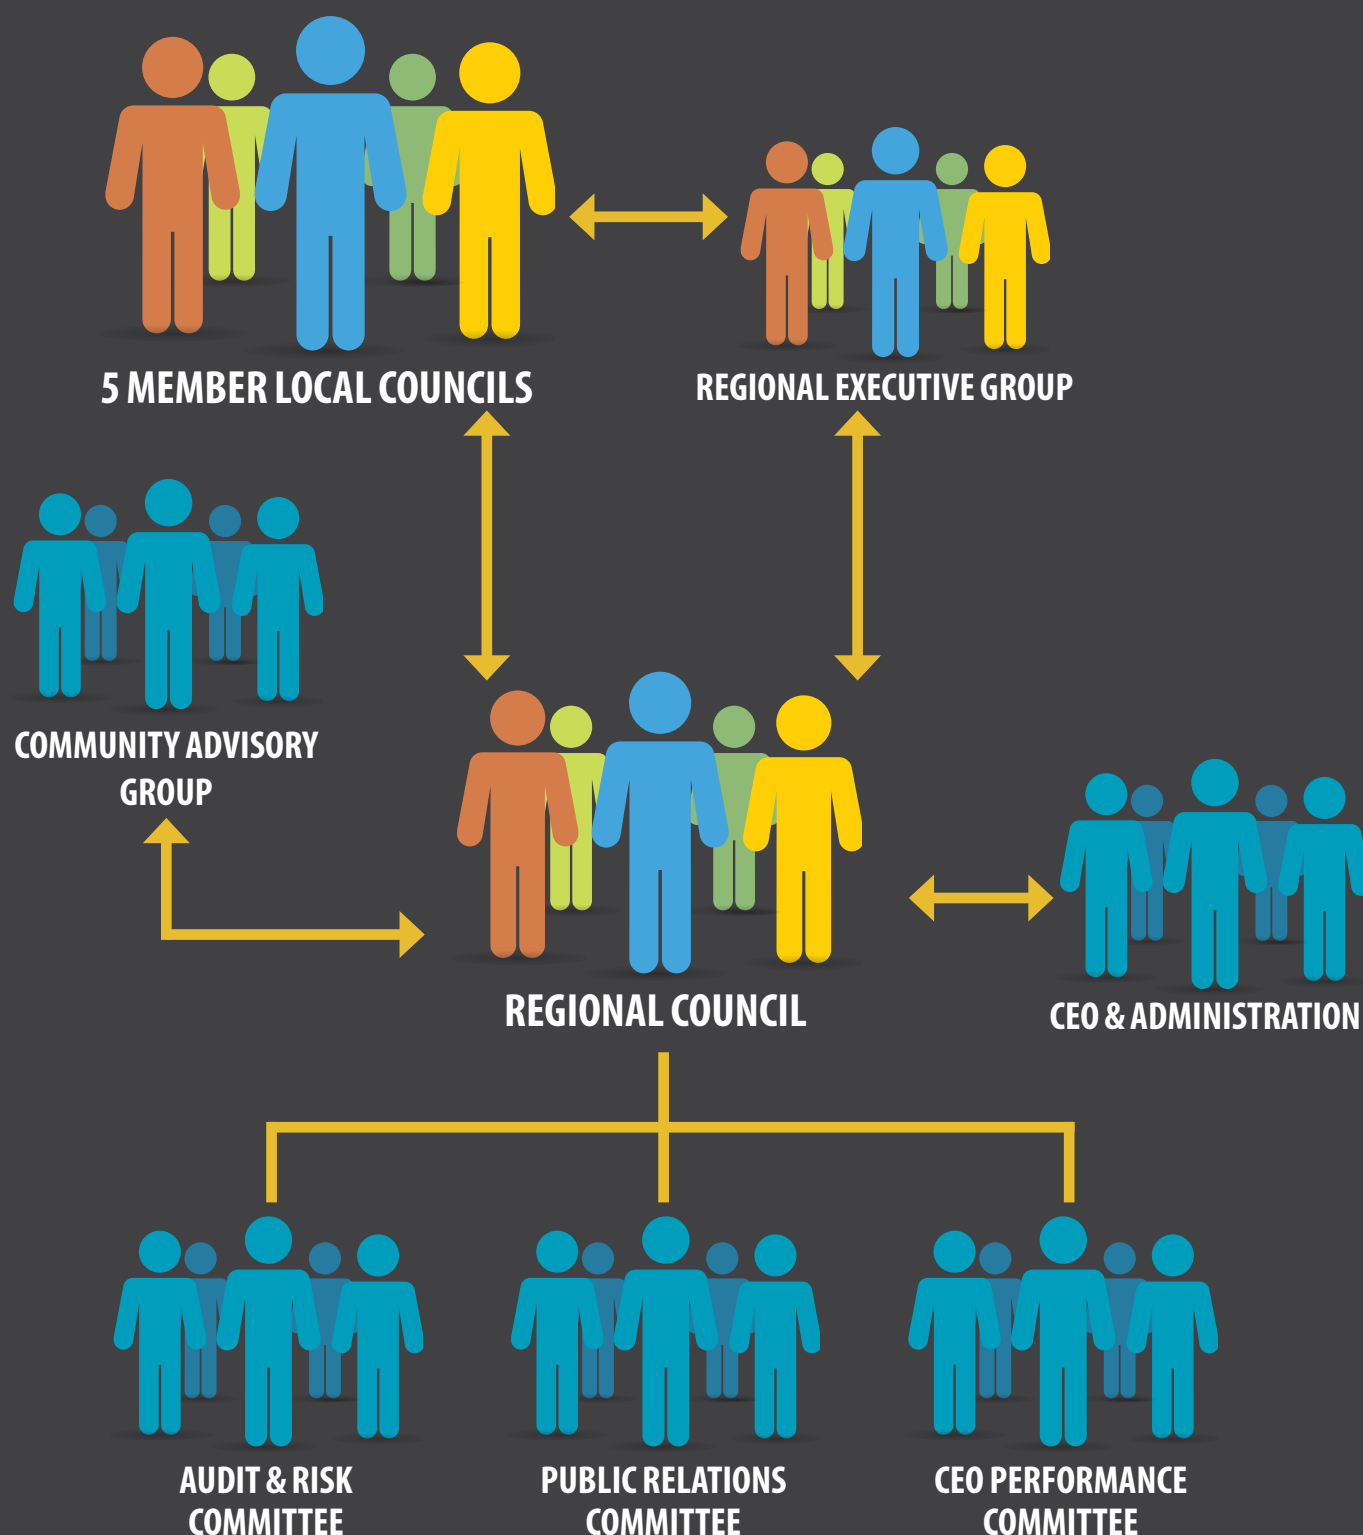 5 MEMBER LOCAL COUNCILS
REGIONAL EXECUTIVE GROUP
COMMUNITY ADVISORY
GROUP
REGIONAL COUNCIL
CEO & ADMINISTRATION
AUDIT & RISK
COMMITTEE
PUBLIC RELATIONS
COMMITTEE
CEO PERFORMANCE
COMMITTEE